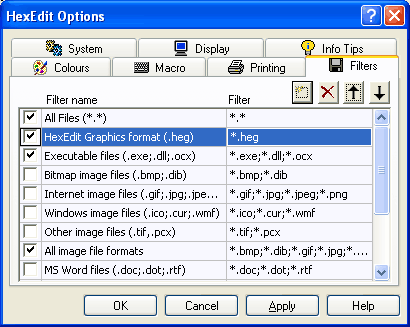 HexEdit Options
System Display Info Tips
Colours Macro Printing Filters
Filter name Filter
All Files (*.*) *.*
HexEdit Graphics format (.heg) *.heg
Executable files (.exe;.dll;.ocx) *.exe;*.dll;*.ocx
Bitmap image files (.bmp;.dib) *.bmp;*.dib
Internet image files (.gif;.jpg;.jpe... *.gif;*.jpg;*.jpeg;*.png
Windows image files (.ico;.cur;.wmf) *.ico;*.cur;*.wmf
Other image files (.tif,.pcx) *.tif;*.pcx
All image file formats *.bmp;*.dib;*.gif;*.jpg;*....
MS Word files (.doc;.dot;.rtf) *.doc;*.dot;*.rtf
OK Cancel Apply Help